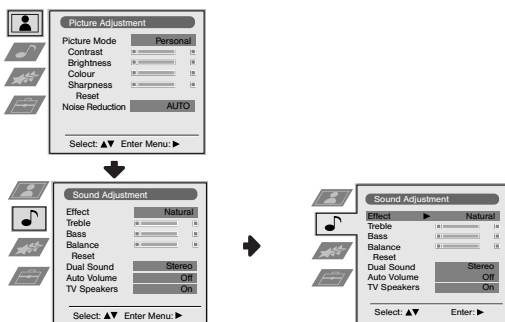 Picture Adjustment
Picture Mode Personal
Contrast
Brightness
Colour
Sharpness
Reset
Noise Reduction AUTO
Select: ▲▼ Enter Menu: ▶
Sound Adjustment
Effect Natural
Treble
Bass
Balance
Reset
Dual Sound Stereo
Auto Volume Off
TV Speakers On
Select: ▲▼ Enter Menu: ▶
Sound Adjustment
Effect ▶ Natural
Treble
Bass
Balance
Reset
Dual Sound Stereo
Auto Volume Off
TV Speakers On
Select: ▲▼ Enter: ▶